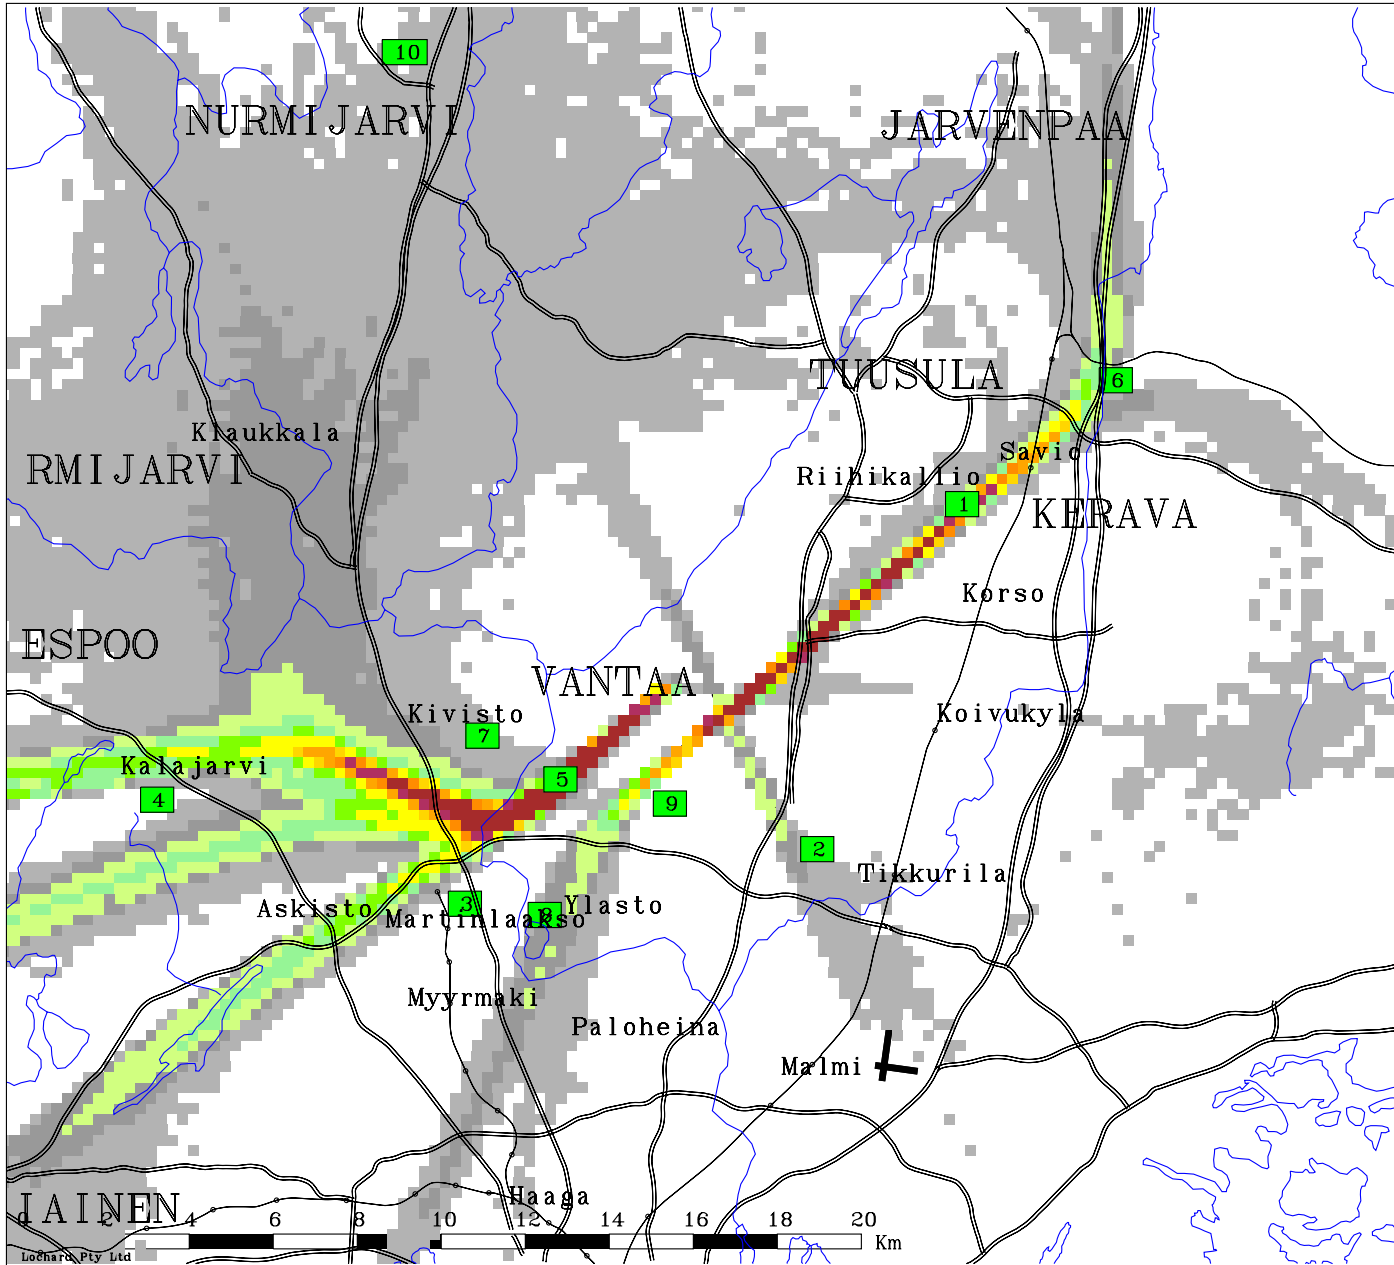 10
NURMIJARVI
JARVENPAA
TUUSULA
6
Klaukkala
Savio
RMIJARVI
Riihikallio
1
KERAVA
Korso
ESPOO
VANTAA
Kivisto
Koivukyla
7
Kalajarvi
5
4
9
2
Tikkurila
3
Askisto
Ylasto
Martinlaakso
Myyrmaki
Paloheina
Malmi
Haaga
IAINEN
2 4 6 8 10 12 14 16 18 20
Km
Lochard Pty Ltd